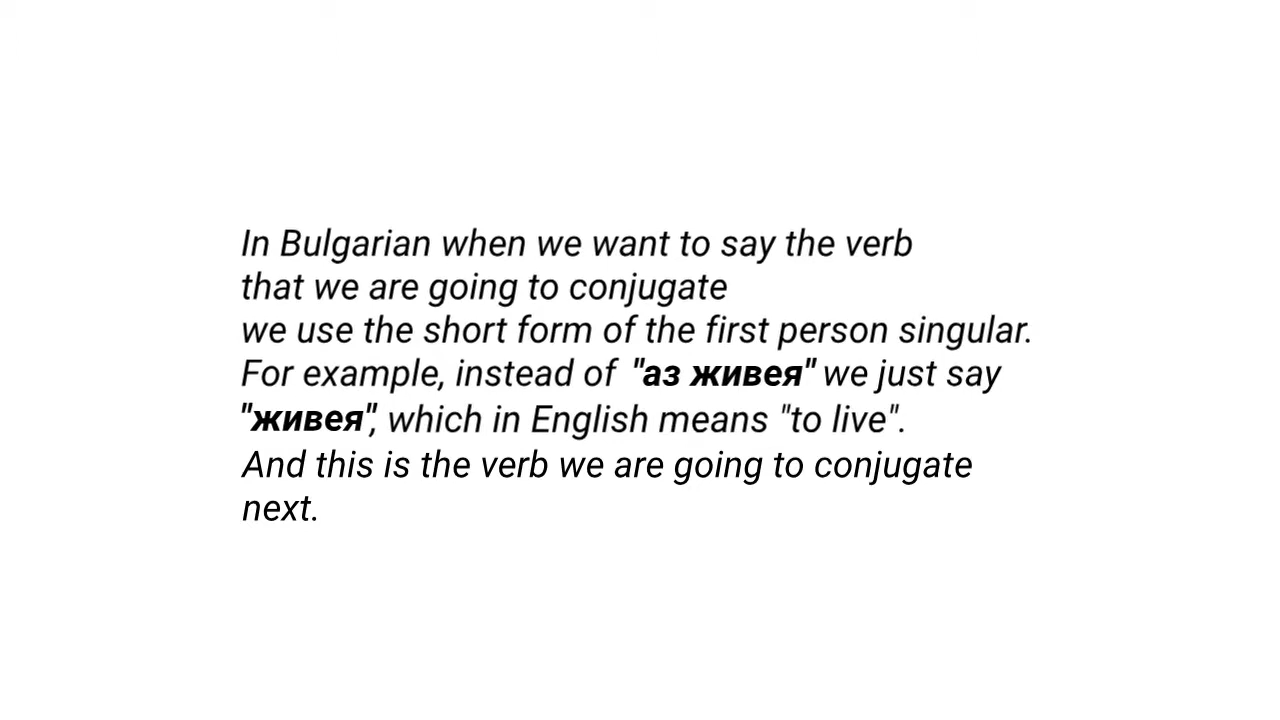 In Bulgarian when we want to say the verb
that we are going to conjugate
we use the short form of the first person singular.
For example, instead of "аз живея" we just say
"живея", which in English means "to live".
And this is the verb we are going to conjugate
next.